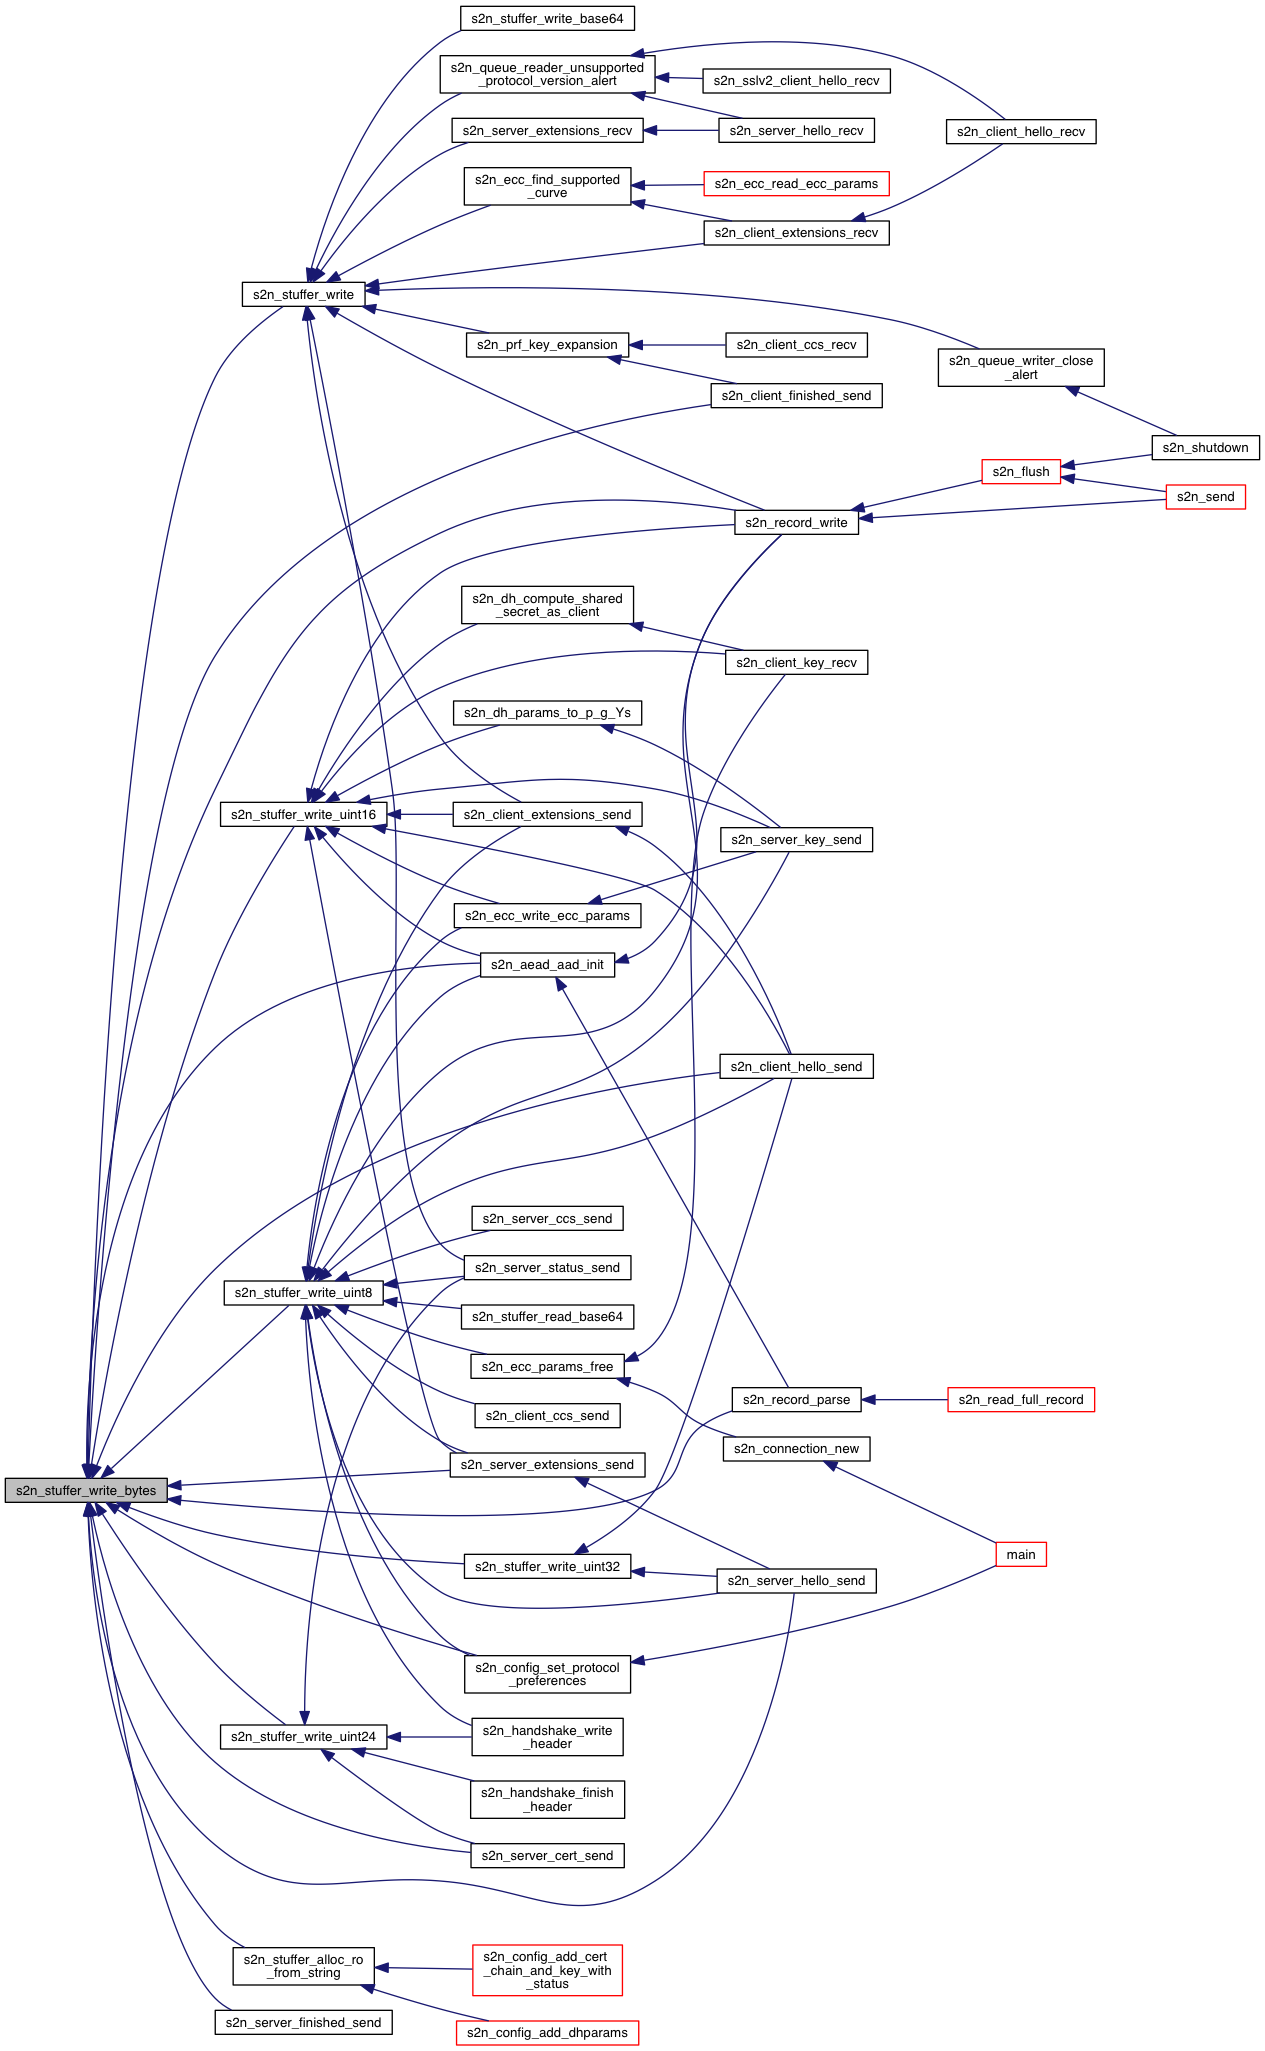 s2n_stuffer_write_base64
s2n_queue_reader_unsupported
_protocol_version_alert
s2n_sslv2_client_hello_recv
s2n_server_extensions_recv
s2n_server_hello_recv
s2n_client_hello_recv
s2n_ecc_find_supported
_curve
s2n_ecc_read_ecc_params
s2n_client_extensions_recv
s2n_stuffer_write
s2n_prf_key_expansion
s2n_client_ccs_recv
s2n_queue_writer_close
_alert
s2n_client_finished_send
s2n_shutdown
s2n_flush
s2n_send
s2n_record_write
s2n_dh_compute_shared
_secret_as_client
s2n_client_key_recv
s2n_dh_params_to_p_g_Ys
s2n_stuffer_write_uint16
s2n_client_extensions_send
s2n_server_key_send
s2n_ecc_write_ecc_params
s2n_aead_aad_init
s2n_client_hello_send
s2n_server_ccs_send
s2n_server_status_send
s2n_stuffer_write_uint8
s2n_stuffer_read_base64
s2n_ecc_params_free
s2n_record_parse
s2n_read_full_record
s2n_client_ccs_send
s2n_connection_new
s2n_server_extensions_send
s2n_stuffer_write_bytes
main
s2n_stuffer_write_uint32
s2n_server_hello_send
s2n_config_set_protocol
_preferences
s2n_stuffer_write_uint24
s2n_handshake_write
_header
s2n_handshake_finish
_header
s2n_server_cert_send
s2n_stuffer_alloc_ro
_from_string
s2n_config_add_cert
_chain_and_key_with
_status
s2n_server_finished_send
s2n_config_add_dhparams